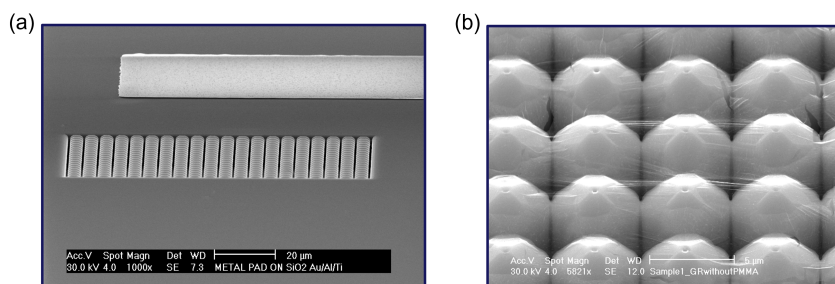 (a)
(b)
Acc.V Spot Magn Det WD 20 µm
30.0 kV 4.0 1000x SE 7.3 METAL PAD ON SiO2 Au/Al/Ti
Acc.V Spot Magn Det WD 5 µm
30.0 kV 4.0 5821x SE 12.0 Sample1_GRwithoutPMMA